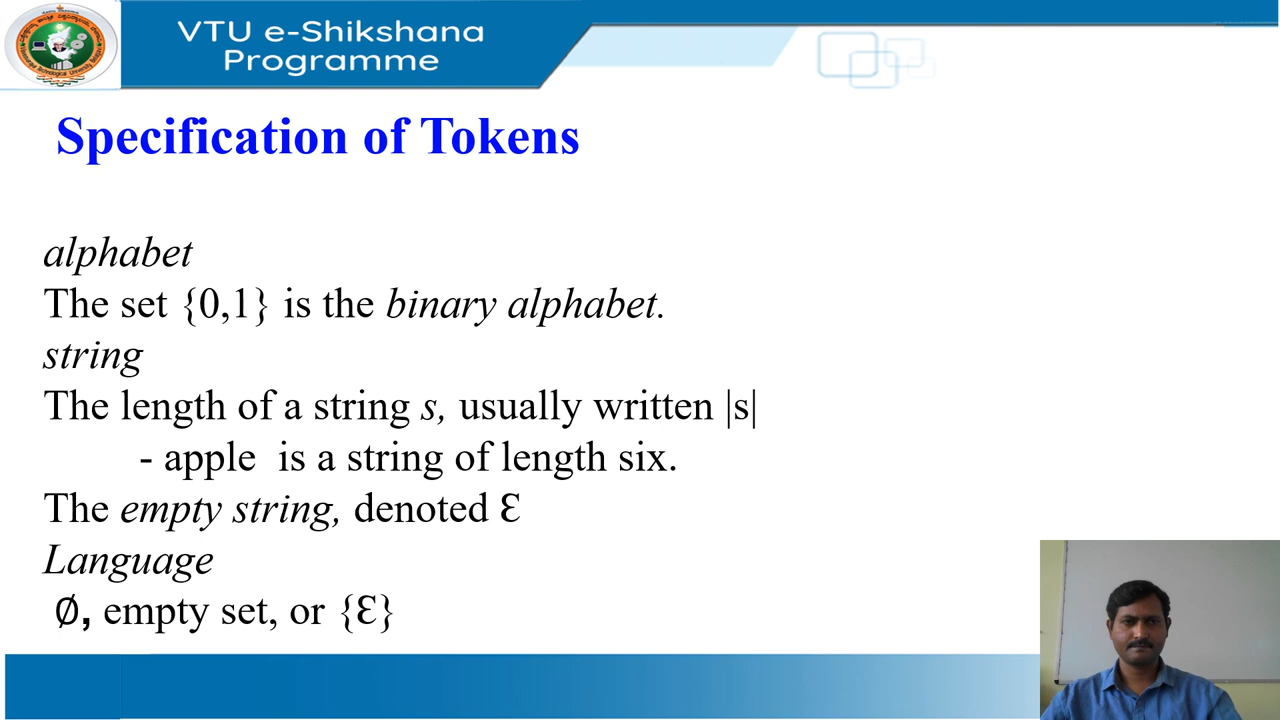 VTU e-Shikshana
Programme
Specification of Tokens
alphabet
The set {0,1} is the binary alphabet.
string
The length of a string s, usually written |s|
- apple is a string of length six.
The empty string, denoted Ɛ
Language
∅, empty set, or {Ɛ}